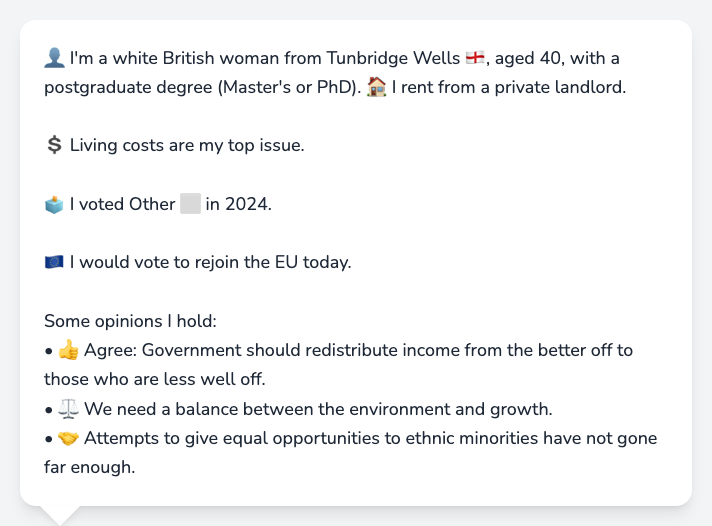 👤 I'm a white British woman from Tunbridge Wells 🏴󠁧󠁢󠁥󠁮󠁧󠁿, aged 40, with a
postgraduate degree (Master's or PhD). 🏠 I rent from a private landlord.
💲 Living costs are my top issue.
🗳️ I voted Other ⬜ in 2024.
🇪🇺 I would vote to rejoin the EU today.
Some opinions I hold:
• 👍 Agree: Government should redistribute income from the better off to
those who are less well off.
• ⚖️ We need a balance between the environment and growth.
• 🤝 Attempts to give equal opportunities to ethnic minorities have not gone
far enough.